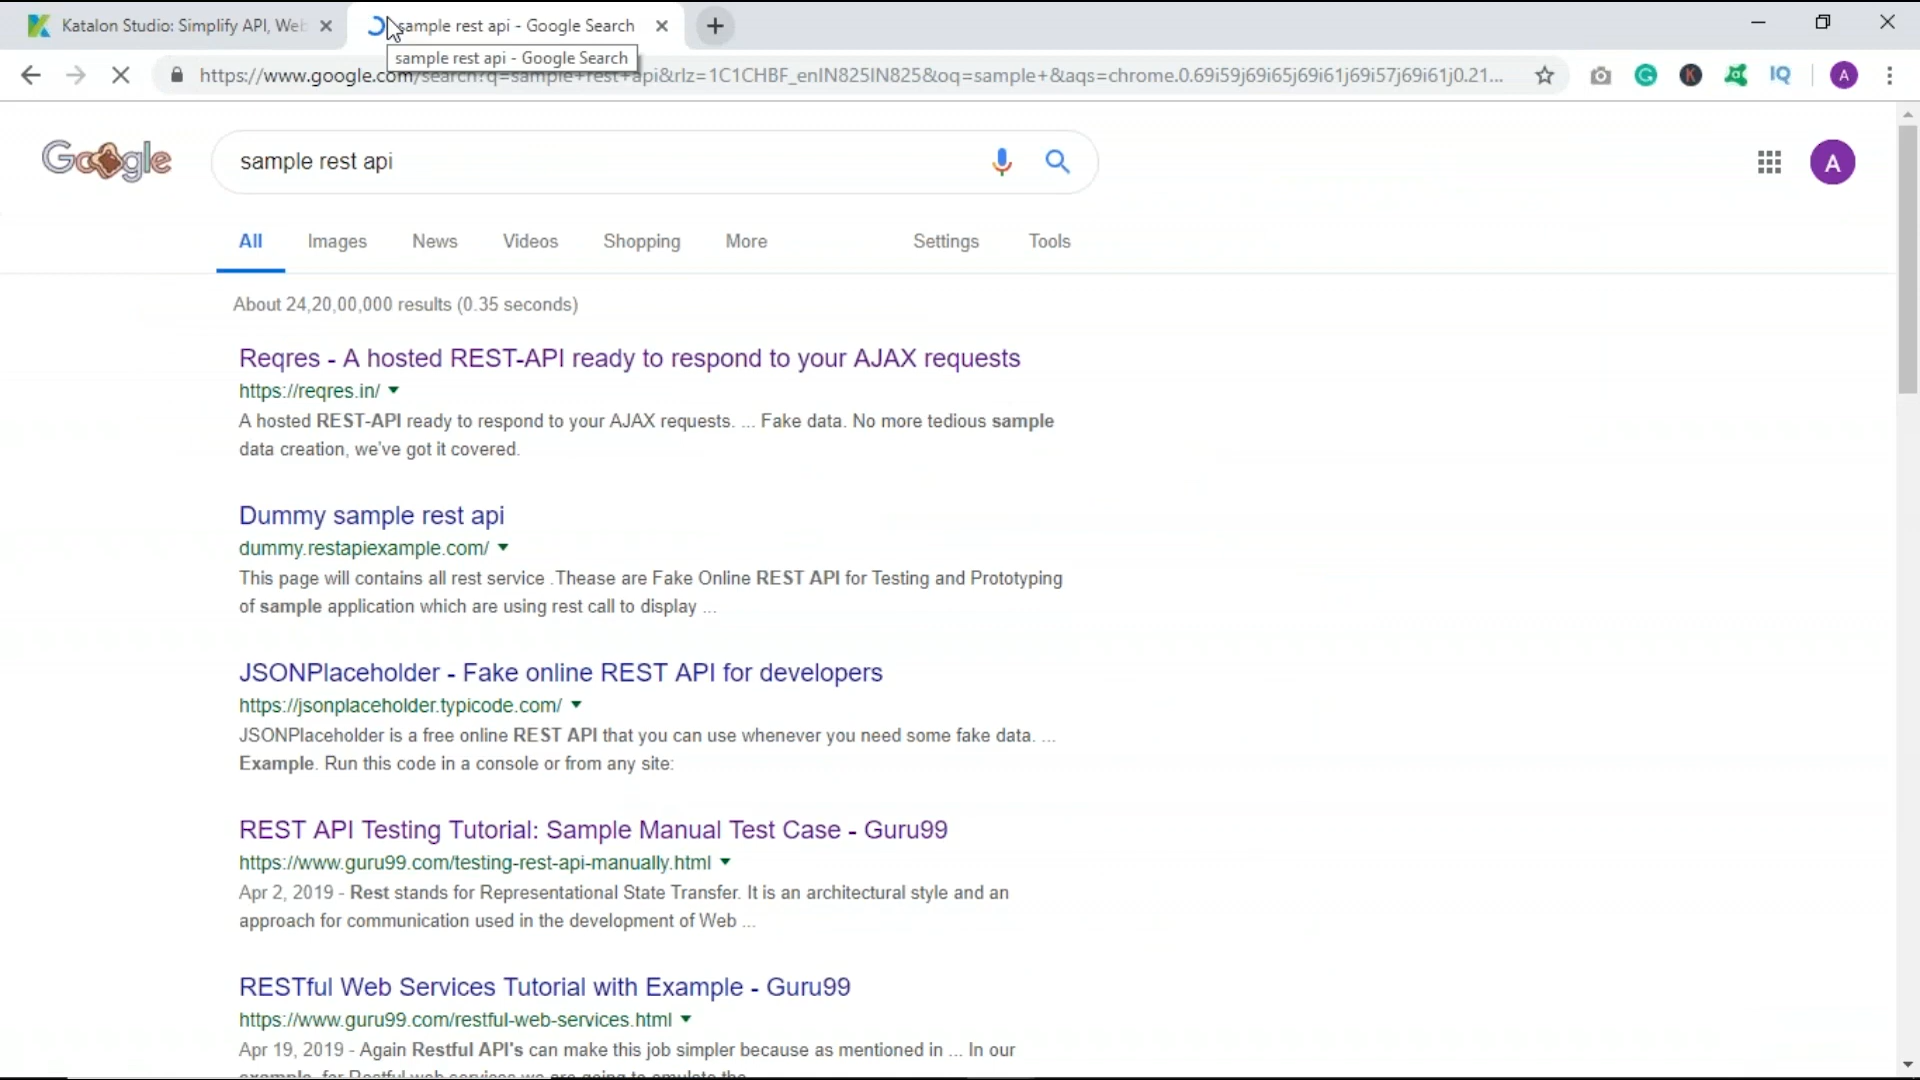 Katalon Studio: Simplify API, Web
sample rest api - Google Search
sample rest api - Google Search
https://www.google.com/search?q=sample+rest+api&rlz=1C1CHBF_enIN825IN825&oq=sample+&aqs=chrome.0.69i59j69i65j69i61j69i57j69i61j0.21...
IQ
A
Google
sample rest api
A
All Images News Videos Shopping More Settings Tools
About 24,20,00,000 results (0.35 seconds)
Reqres - A hosted REST-API ready to respond to your AJAX requests
https://reqres.in/
A hosted REST-API ready to respond to your AJAX requests. ... Fake data. No more tedious sample
data creation, we've got it covered.
Dummy sample rest api
dummy.restapiexample.com/
This page will contains all rest service .Thease are Fake Online REST API for Testing and Prototyping
of sample application which are using rest call to display ...
JSONPlaceholder - Fake online REST API for developers
https://jsonplaceholder.typicode.com/
JSONPlaceholder is a free online REST API that you can use whenever you need some fake data. ...
Example. Run this code in a console or from any site:
REST API Testing Tutorial: Sample Manual Test Case - Guru99
https://www.guru99.com/testing-rest-api-manually.html
Apr 2, 2019 - Rest stands for Representational State Transfer. It is an architectural style and an
approach for communication used in the development of Web ...
RESTful Web Services Tutorial with Example - Guru99
https://www.guru99.com/restful-web-services.html
Apr 19, 2019 - Again Restful API's can make this job simpler because as mentioned in ... In our
example, for Restful web services we are going to emulate the